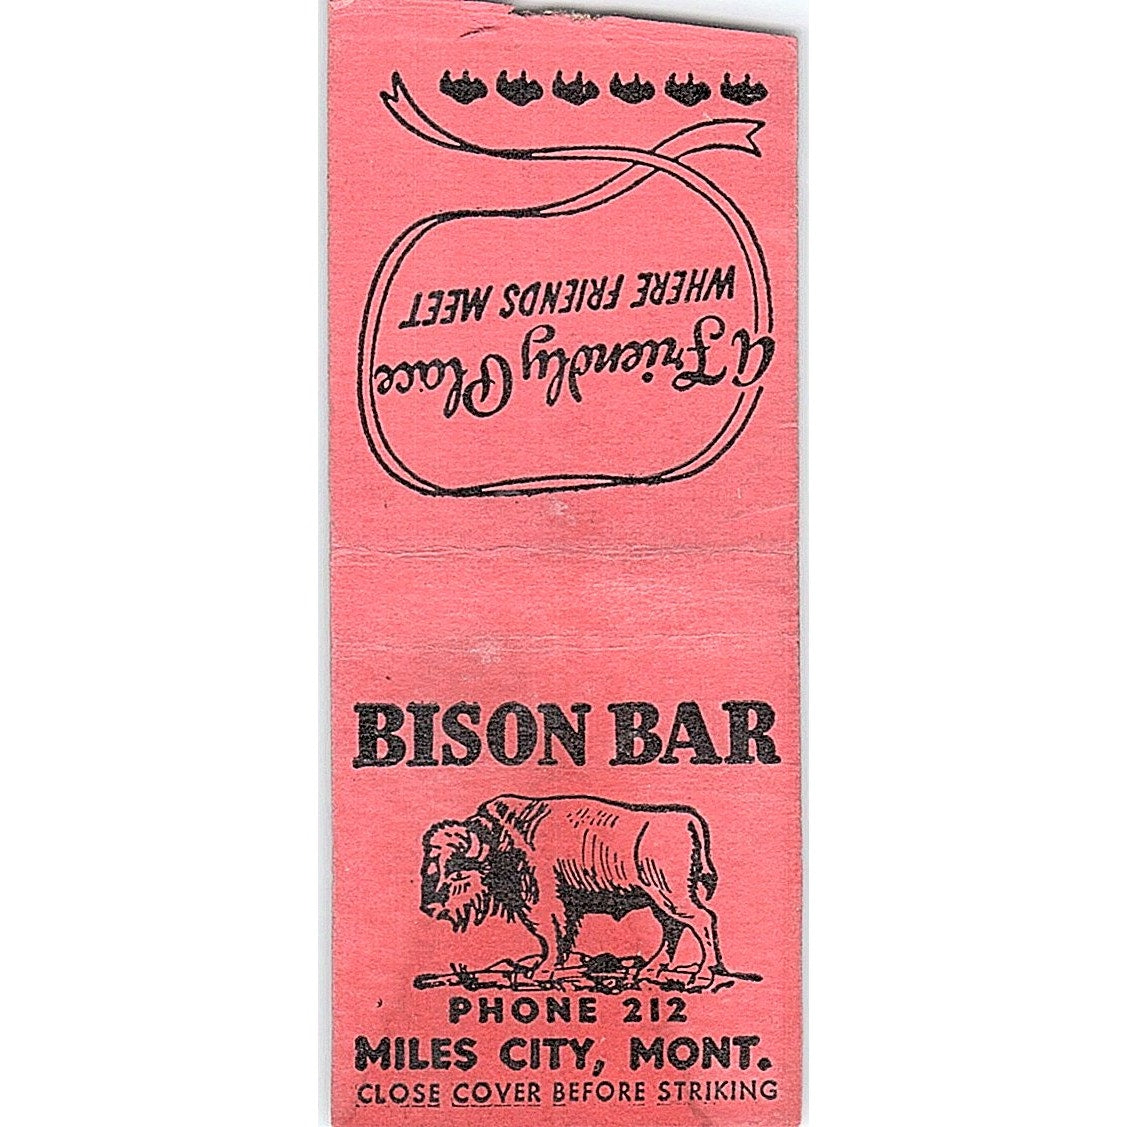 A Friendly Place
WHERE FRIENDS MEET
BISON BAR
PHONE 212
MILES CITY, MONT.
CLOSE COVER BEFORE STRIKING